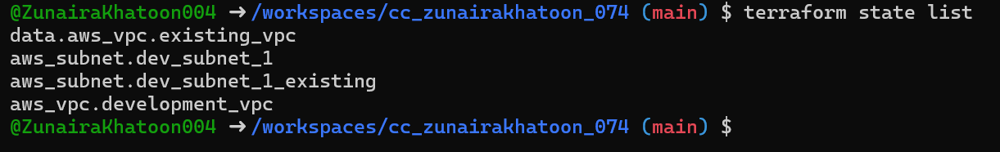 @ZunairaKhatoon004 ➜/workspaces/cc_zunairakhatoon_074 (main) $ terraform state list
data.aws_vpc.existing_vpc
aws_subnet.dev_subnet_1
aws_subnet.dev_subnet_1_existing
aws_vpc.development_vpc
@ZunairaKhatoon004 ➜/workspaces/cc_zunairakhatoon_074 (main) $